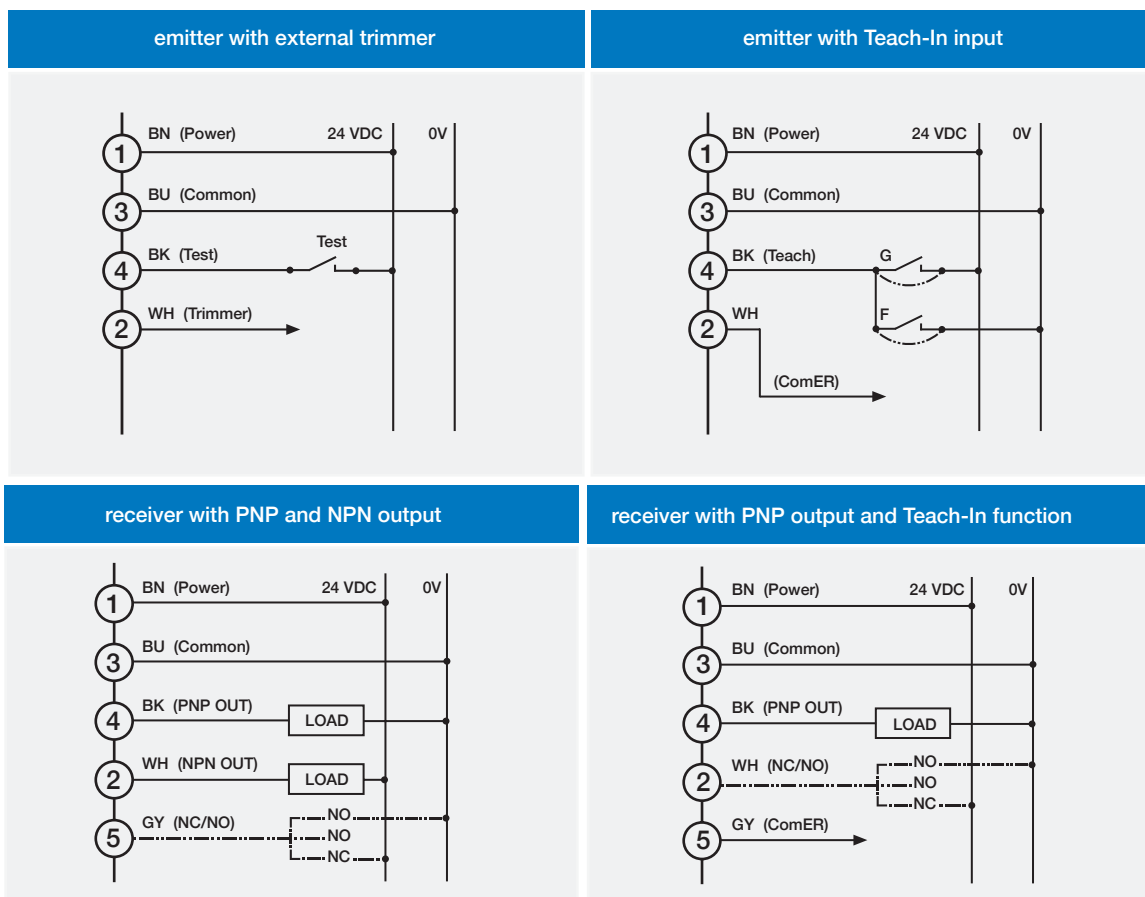 emitter with external trimmer
BN (Power)
24 VDC
0V
1
BU (Common)
3
BK (Test)
Test
4
WH (Trimmer)
2
emitter with Teach-In input
BN (Power)
24 VDC
0V
1
BU (Common)
3
BK (Teach)
G
4
WH
F
2
(ComER)
receiver with PNP and NPN output
BN (Power)
24 VDC
0V
1
BU (Common)
3
BK (PNP OUT)
LOAD
4
WH (NPN OUT)
LOAD
2
GY (NC/NO)
NO
5
NO
NC
receiver with PNP output and Teach-In function
BN (Power)
24 VDC
0V
1
BU (Common)
3
BK (PNP OUT)
LOAD
4
WH (NC/NO)
NO
2
NO
NC
GY (ComER)
5